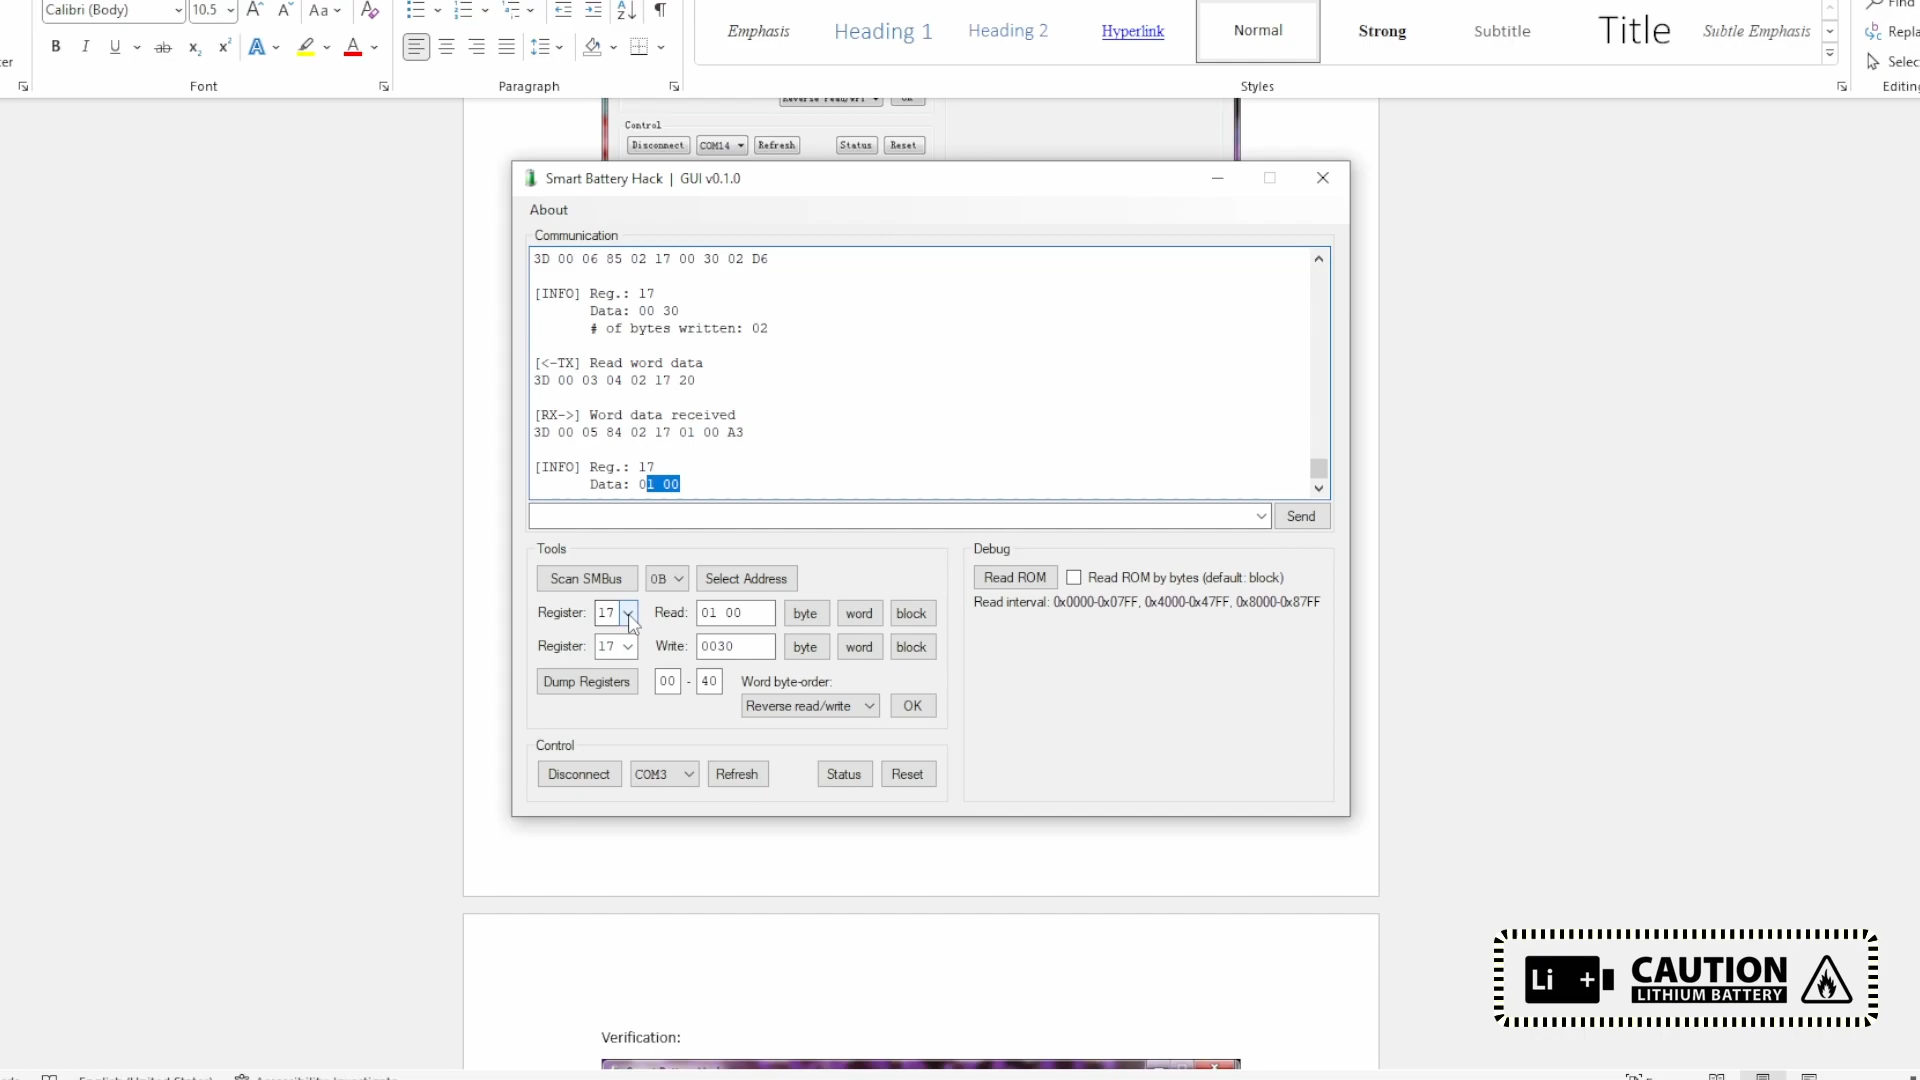 Calibri (Body) 10.5 Aa
B I U ab x₂ x² A A
Font
Paragraph
Emphasis Heading 1 Heading 2 Hyperlink Normal Strong Subtitle Title Subtle Emphasis
Styles
Find
Repla
Selec
Editing
Control
Disconnect COM14 Refresh Status Reset
Smart Battery Hack | GUI v0.1.0
About
Communication
3D 00 06 85 02 17 00 30 02 D6
[INFO] Reg.: 17
Data: 00 30
# of bytes written: 02
[<-TX] Read word data
3D 00 03 04 02 17 20
[RX->] Word data received
3D 00 05 84 02 17 01 00 A3
[INFO] Reg.: 17
Data: 01 00
Send
Tools
Scan SMBus 0B Select Address
Register: 17 Read: 01 00 byte word block
Register: 17 Write: 0030 byte word block
Dump Registers 00 - 40 Word byte-order:
Reverse read/write OK
Control
Disconnect COM3 Refresh Status Reset
Debug
Read ROM Read ROM by bytes (default: block)
Read interval: 0x0000-0x07FF, 0x4000-0x47FF, 0x8000-0x87FF
Li + CAUTION
LITHIUM BATTERY
Verification: